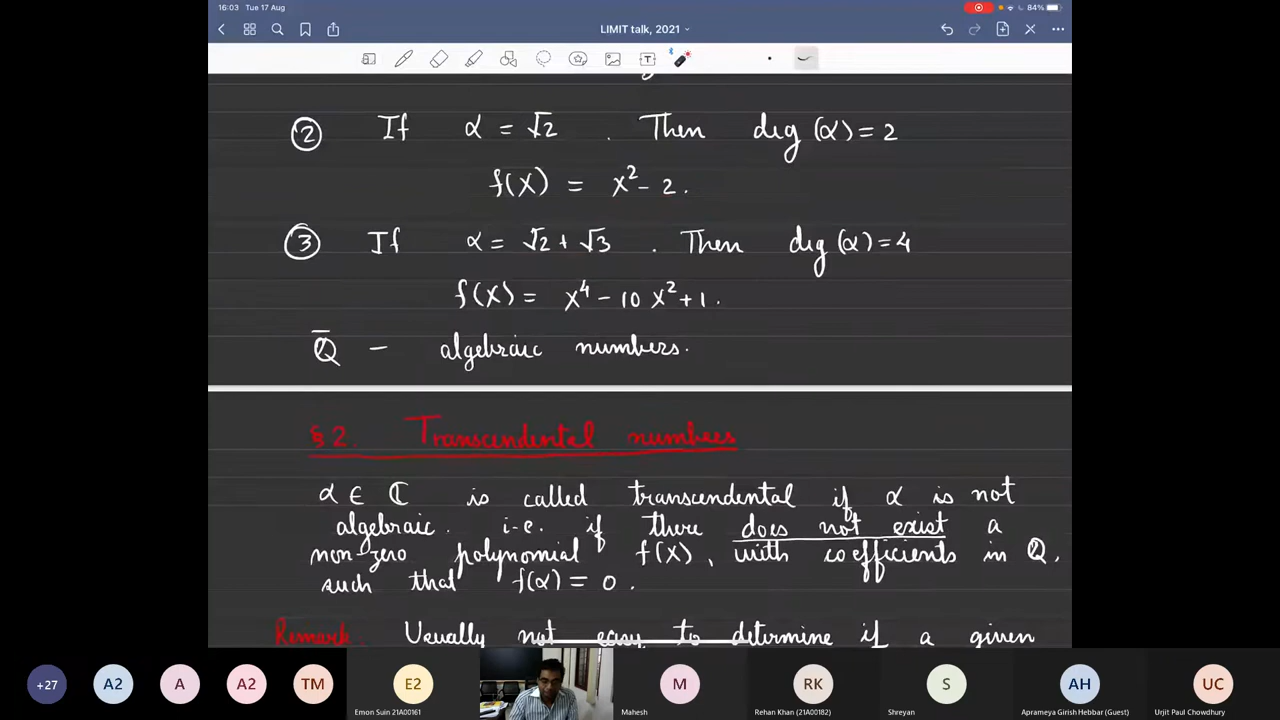 16:03 Tue 17 Aug
84%
LIMIT talk, 2021
② If α = √2 . Then deg (α) = 2
f(X) = X² - 2.
③ If α = √2 + √3 . Then deg (α) = 4
f(X) = X⁴ - 10 X² + 1.
Q̅ - algebraic numbers.
§ 2. Transcendental numbers
α ∈ ℂ is called transcendental if α is not
algebraic. i.e. if there does not exist a
non-zero polynomial f(X), with coefficients in Q,
such that f(α) = 0.
Remark. Usually not easy to determine if a given
+27
A2
A
A2
TM
E2
M
RK
S
AH
UC
Emon Suin 21A00161
Mahesh
Rehan Khan (21A00182)
Shreyan
Aprameya Girish Hebbar (Guest)
Urjit Paul Chowdhury